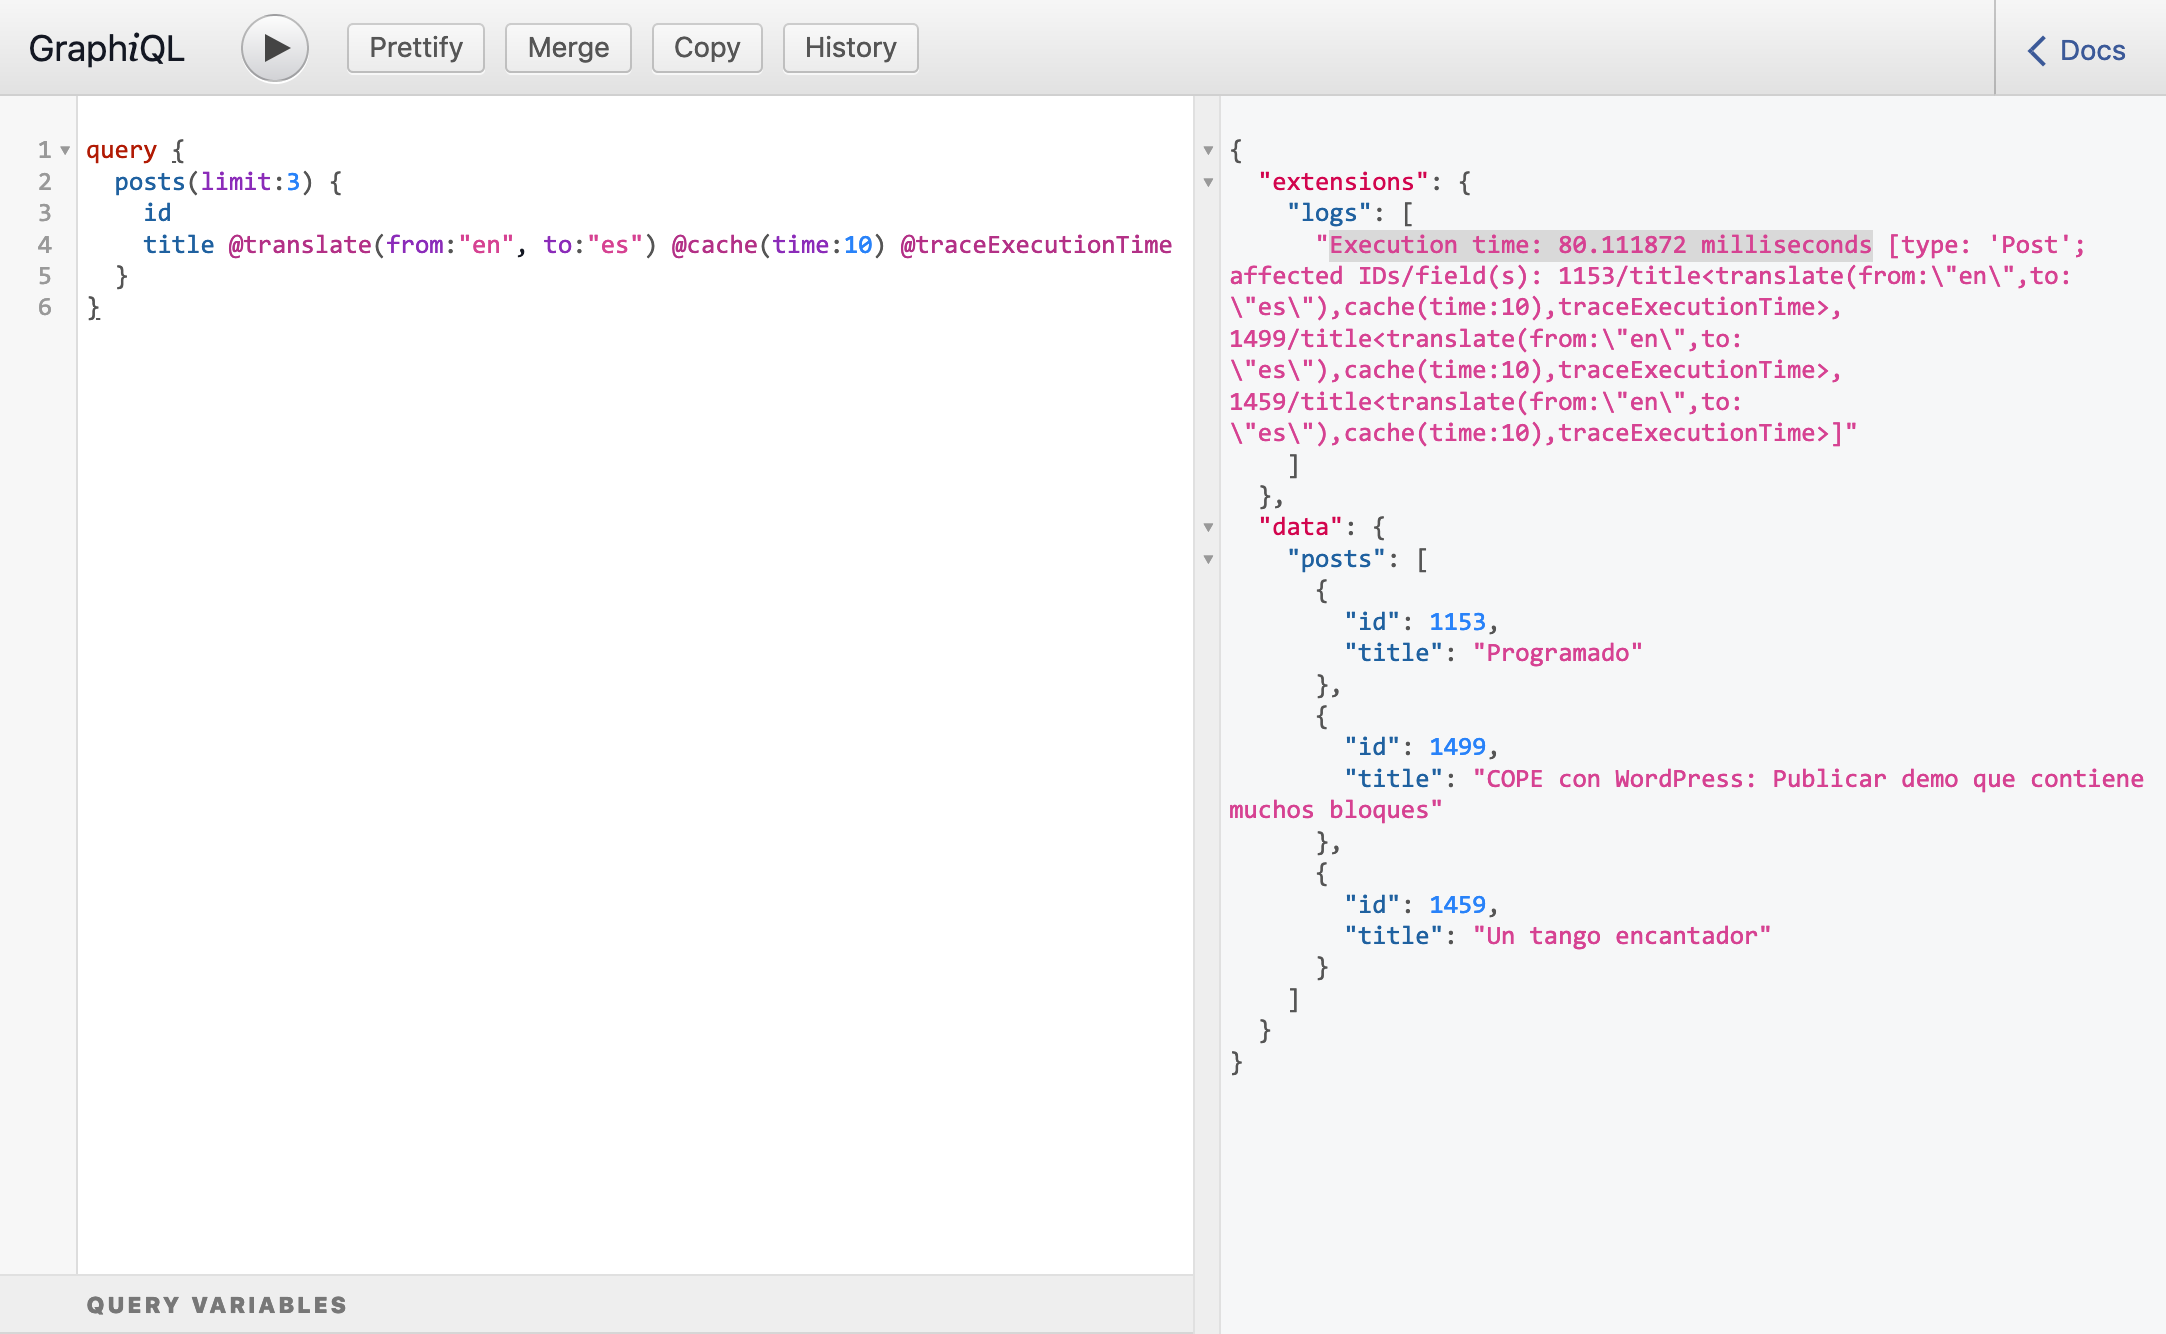 GraphiQL Prettify Merge Copy History Docs
1 query {
2   posts(limit:3) {
3     id
4     title @translate(from:"en", to:"es") @cache(time:10) @traceExecutionTime
5   }
6 }
QUERY VARIABLES
{
  "extensions": {
    "logs": [
      "Execution time: 80.111872 milliseconds [type: 'Post';
affected IDs/field(s): 1153/title<translate(from:\"en\",to:
\"es\"),cache(time:10),traceExecutionTime>,
1499/title<translate(from:\"en\",to:
\"es\"),cache(time:10),traceExecutionTime>,
1459/title<translate(from:\"en\",to:
\"es\"),cache(time:10),traceExecutionTime>]"
    ]
  },
  "data": {
    "posts": [
      {
        "id": 1153,
        "title": "Programado"
      },
      {
        "id": 1499,
        "title": "COPE con WordPress: Publicar demo que contiene
muchos bloques"
      },
      {
        "id": 1459,
        "title": "Un tango encantador"
      }
    ]
  }
}